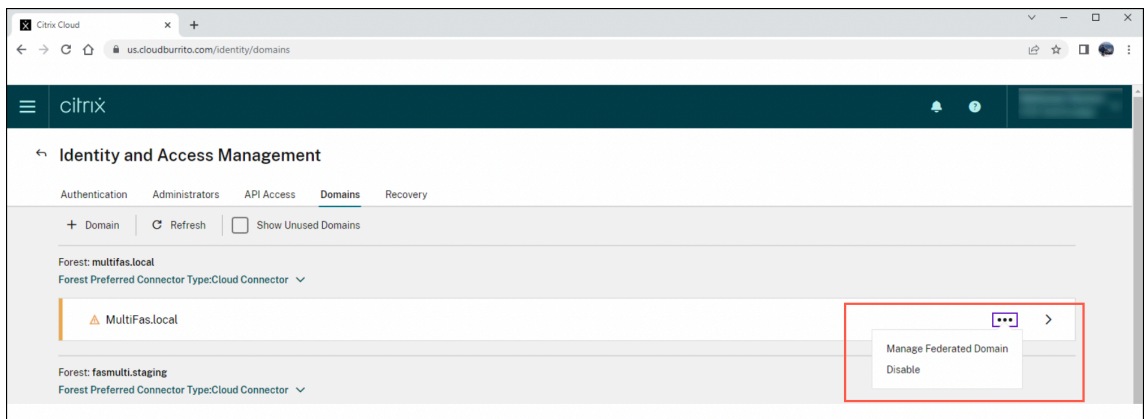 Citrix Cloud
us.cloudburrito.com/identity/domains
citrix
Identity and Access Management
Authentication Administrators API Access Domains Recovery
+ Domain Refresh Show Unused Domains
Forest: multifas.local
Forest Preferred Connector Type:Cloud Connector
MultiFas.local
Manage Federated Domain
Disable
Forest: fasmulti.staging
Forest Preferred Connector Type:Cloud Connector